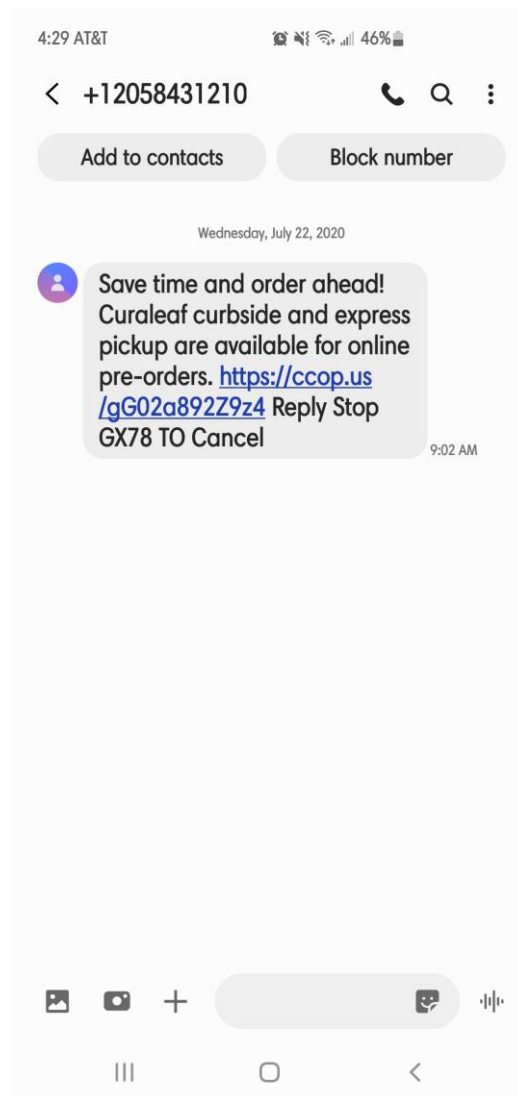 4:29 AT&T 46%
+12058431210
Add to contacts Block number
Wednesday, July 22, 2020
Save time and order ahead!
Curaleaf curbside and express
pickup are available for online
pre-orders. https://ccop.us
/gG02a892Z9z4 Reply Stop
GX78 TO Cancel
9:02 AM